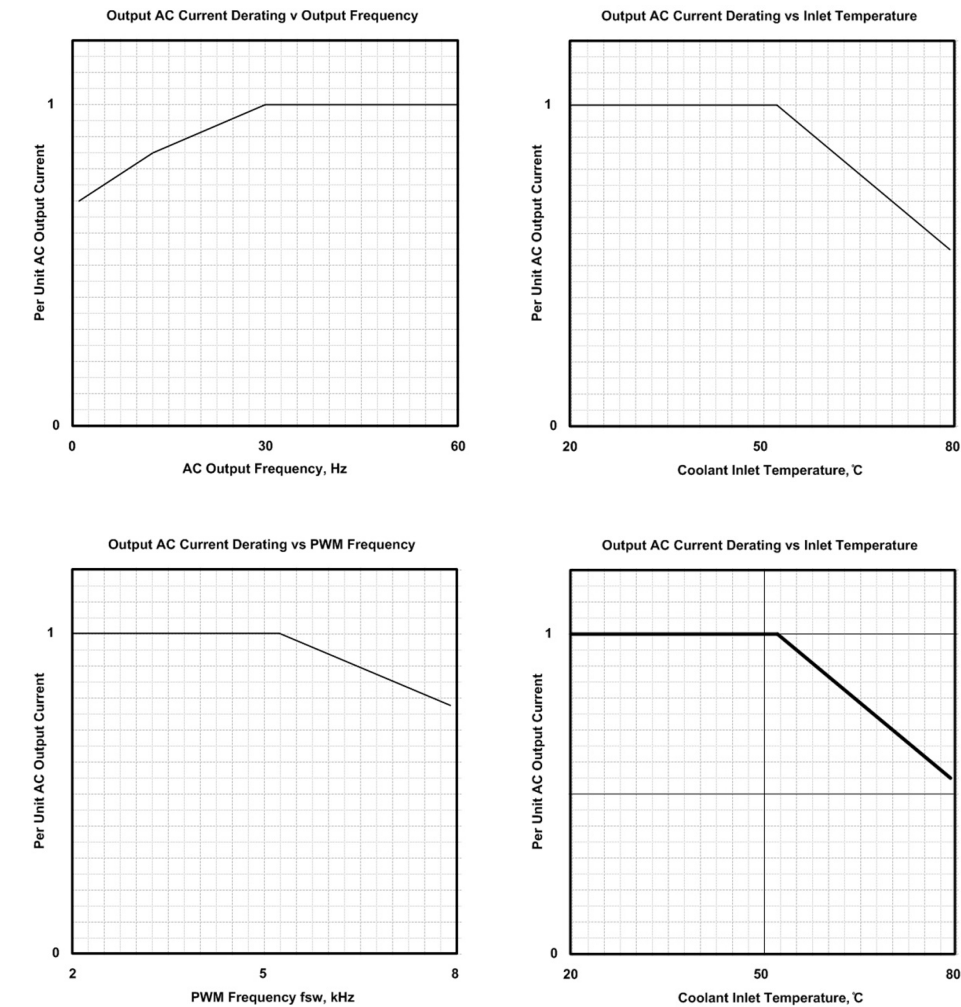 Output AC Current Derating v Output Frequency
1
Per Unit AC Output Current
0
0 30 60
AC Output Frequency, Hz
Output AC Current Derating vs Inlet Temperature
1
Per Unit AC Output Current
0
20 50 80
Coolant Inlet Temperature, ℃
Output AC Current Derating vs PWM Frequency
1
Per Unit AC Output Current
0
2 5 8
PWM Frequency fsw, kHz
Output AC Current Derating vs Inlet Temperature
1
Per Unit AC Output Current
0
20 50 80
Coolant Inlet Temperature, ℃